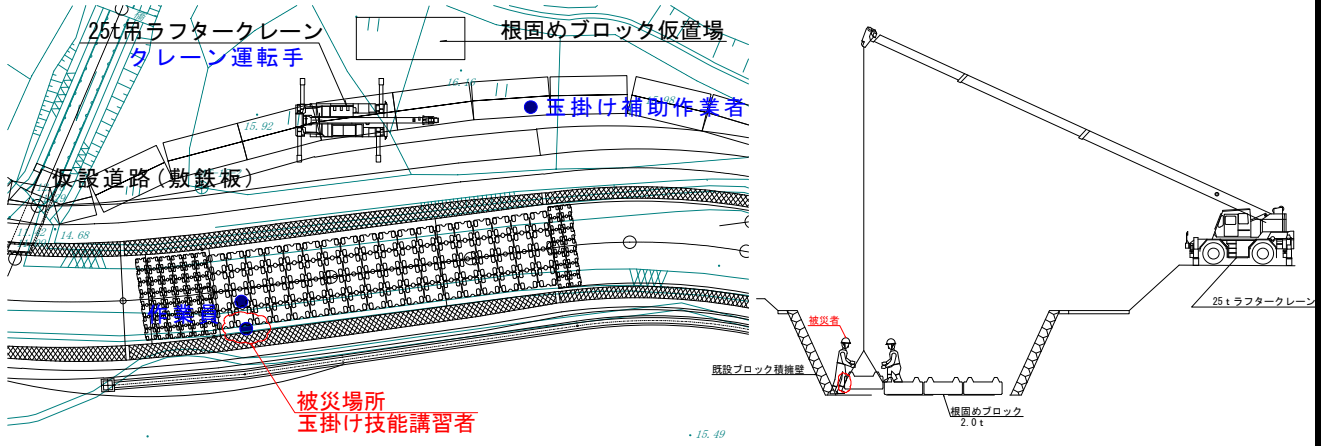 25t吊ラフタークレーン
クレーン運転手
根固めブロック仮置場
16.16
15.98
玉掛け補助作業者
15.92
仮設道路(敷鉄板)
14.68
作業員
被災場所
玉掛け技能講習者
15.49
25tラフタークレーン
被災者
既設ブロック積擁壁
根固めブロック
2.0t